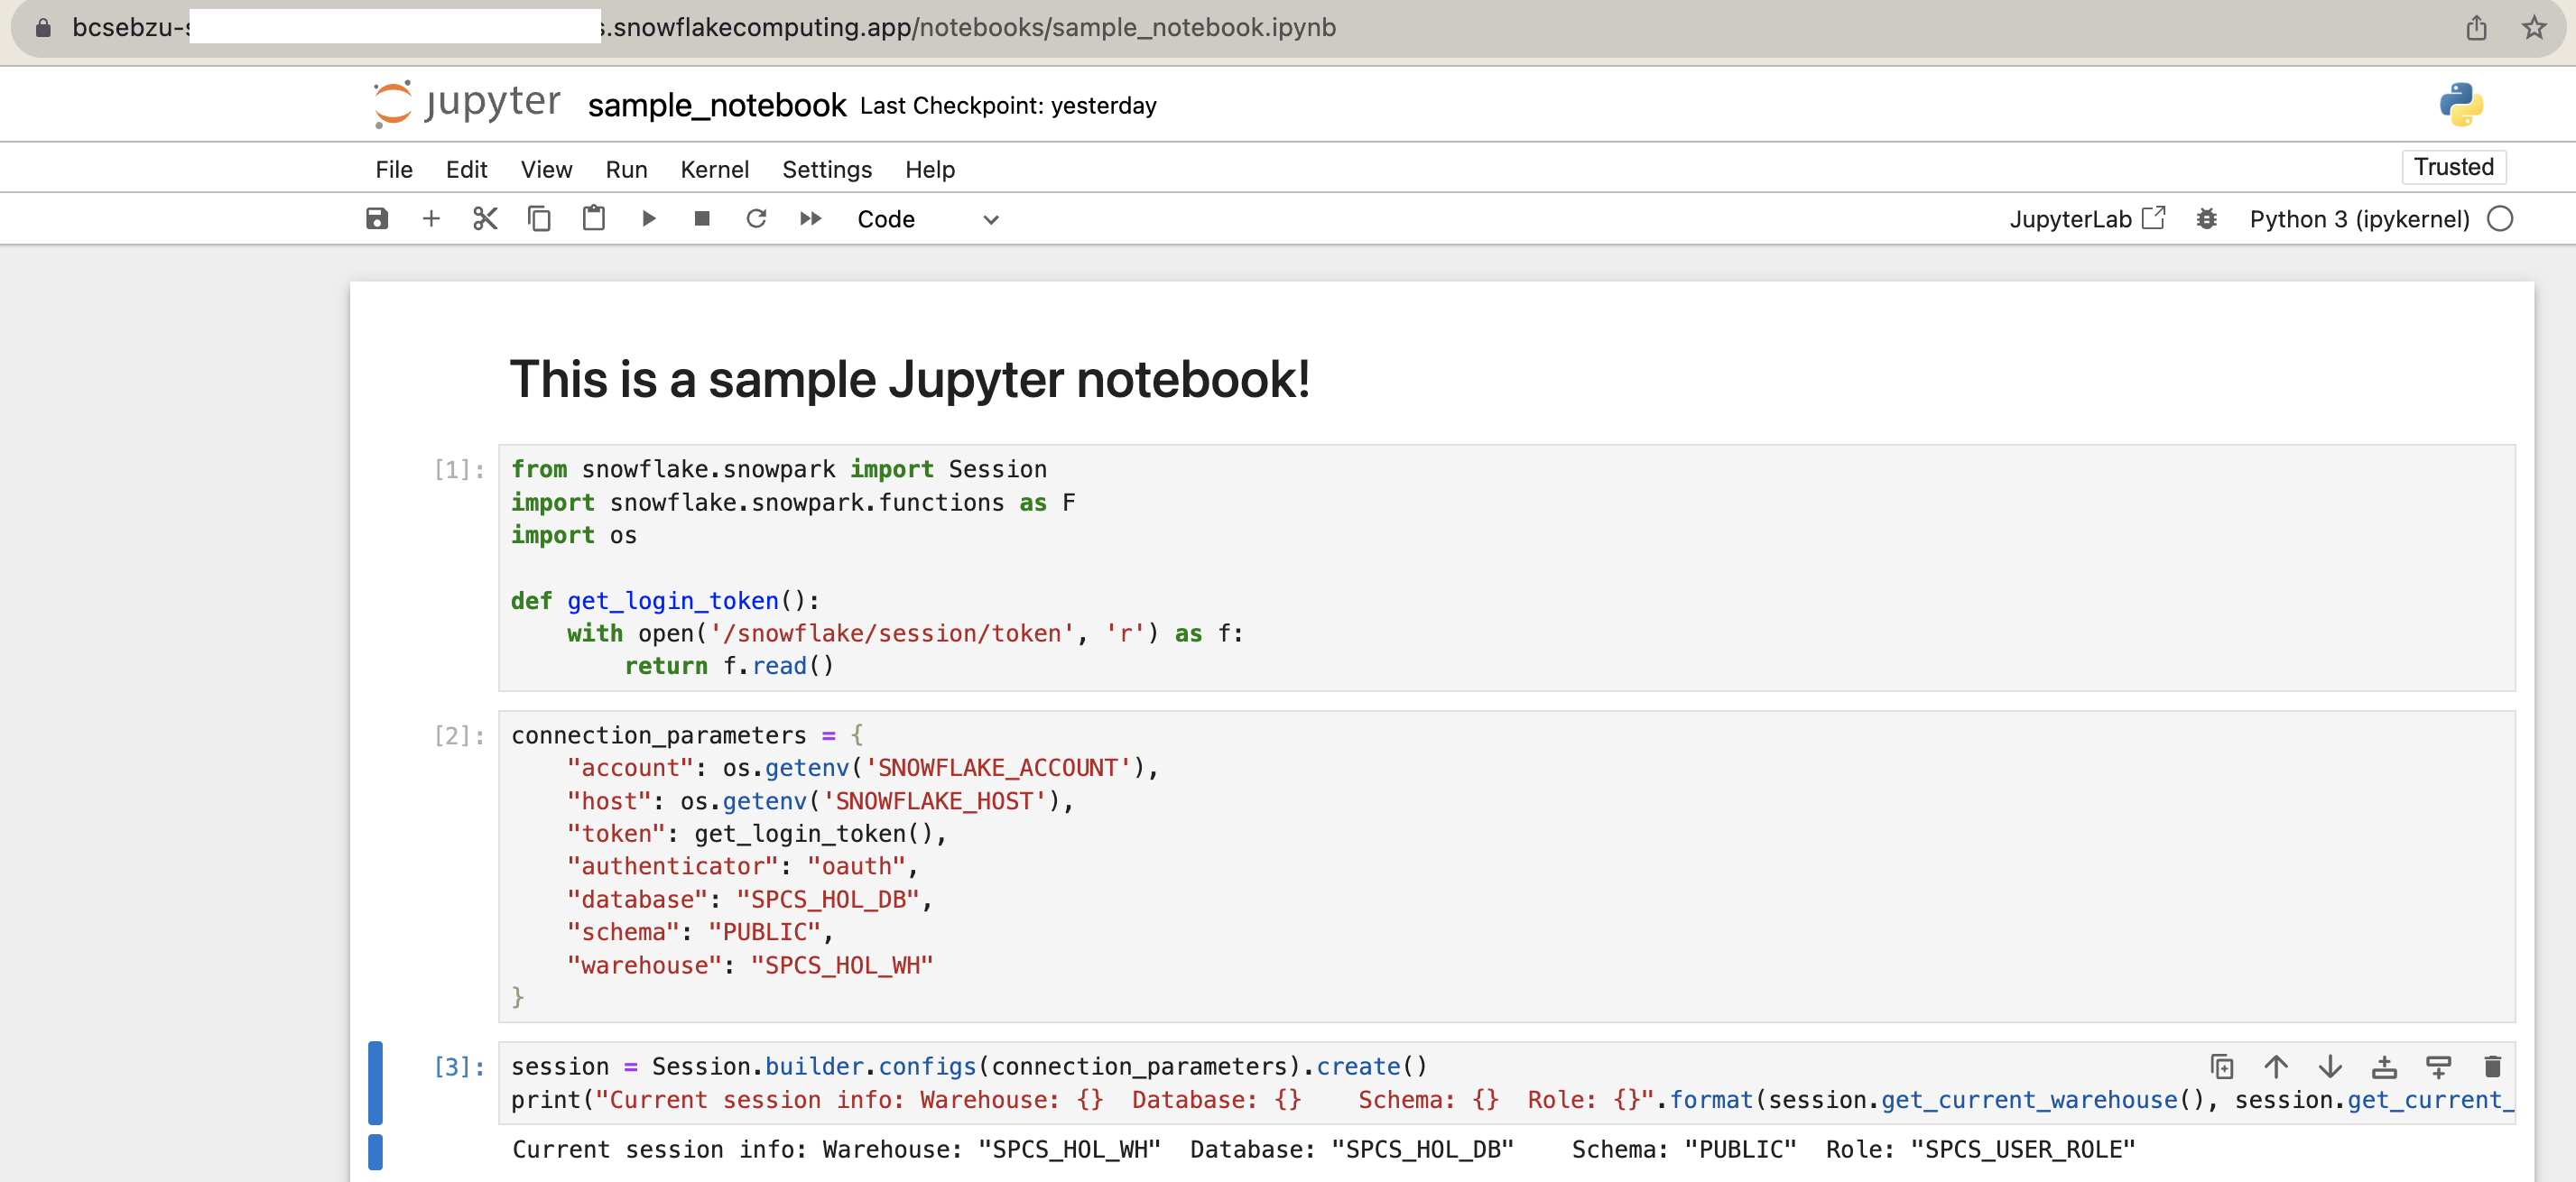 bcsebzu-s .snowflakecomputing.app/notebooks/sample_notebook.ipynb
jupyter sample_notebook Last Checkpoint: yesterday
File Edit View Run Kernel Settings Help Trusted
Code JupyterLab Python 3 (ipykernel)
This is a sample Jupyter notebook!
[1]: from snowflake.snowpark import Session
import snowflake.snowpark.functions as F
import os
def get_login_token():
    with open('/snowflake/session/token', 'r') as f:
        return f.read()
[2]: connection_parameters = {
    "account": os.getenv('SNOWFLAKE_ACCOUNT'),
    "host": os.getenv('SNOWFLAKE_HOST'),
    "token": get_login_token(),
    "authenticator": "oauth",
    "database": "SPCS_HOL_DB",
    "schema": "PUBLIC",
    "warehouse": "SPCS_HOL_WH"
}
[3]: session = Session.builder.configs(connection_parameters).create()
print("Current session info: Warehouse: {}  Database: {}    Schema: {}  Role: {}".format(session.get_current_warehouse(), session.get_current_
Current session info: Warehouse: "SPCS_HOL_WH"  Database: "SPCS_HOL_DB"    Schema: "PUBLIC"  Role: "SPCS_USER_ROLE"